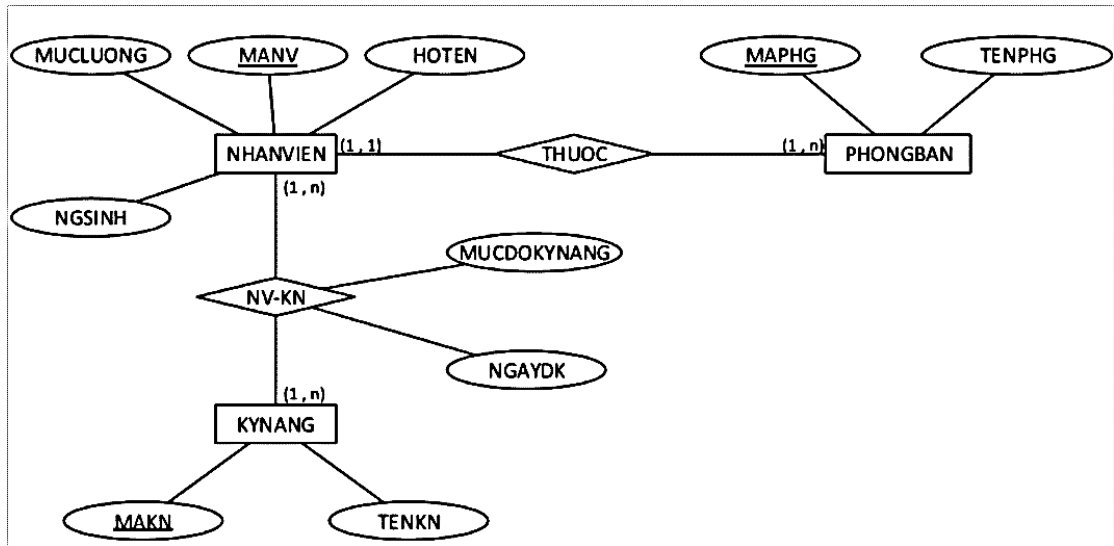 MUCLUONG
MANV
HOTEN
MAPHG
TENPHG
NHANVIEN
(1 , 1)
THUOC
(1 , n)
PHONGBAN
(1 , n)
NGSINH
MUCDOKYNANG
NV-KN
NGAYDK
(1 , n)
KYNANG
MAKN
TENKN